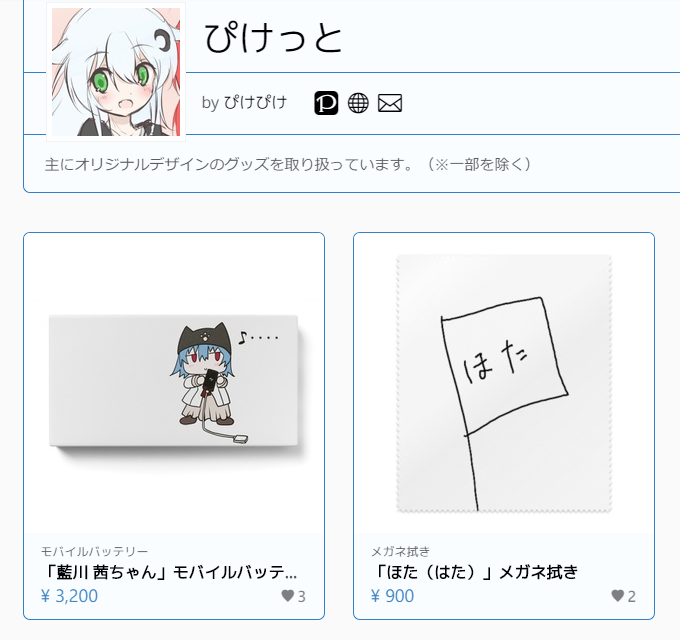 ぴけっと
by ぴけぴけ
主にオリジナルデザインのグッズを取り扱っています。（※一部を除く）
♪････
ほた
モバイルバッテリー
「藍川 茜ちゃん」モバイルバッテ...
¥ 3,200
3
メガネ拭き
「ほた（はた）」メガネ拭き
¥ 900
2